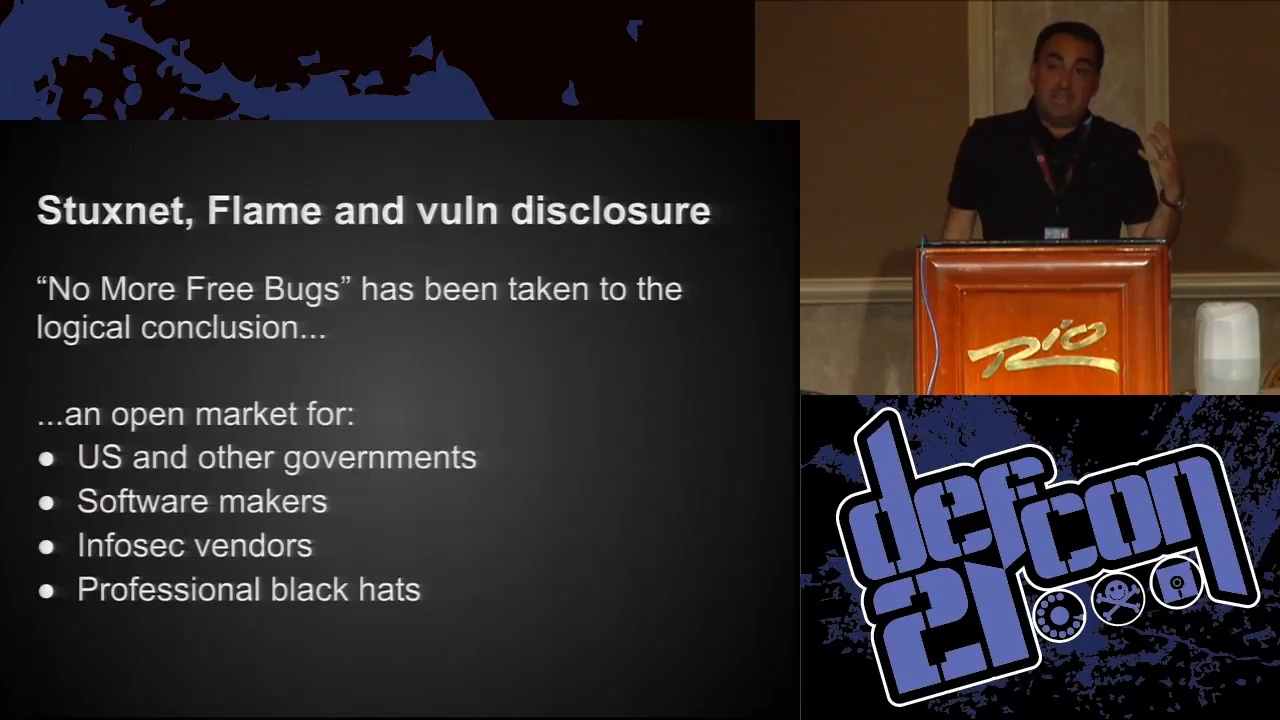 Stuxnet, Flame and vuln disclosure
“No More Free Bugs” has been taken to the
logical conclusion...
...an open market for:
● US and other governments
● Software makers
● Infosec vendors
● Professional black hats
Rio
defcon
21